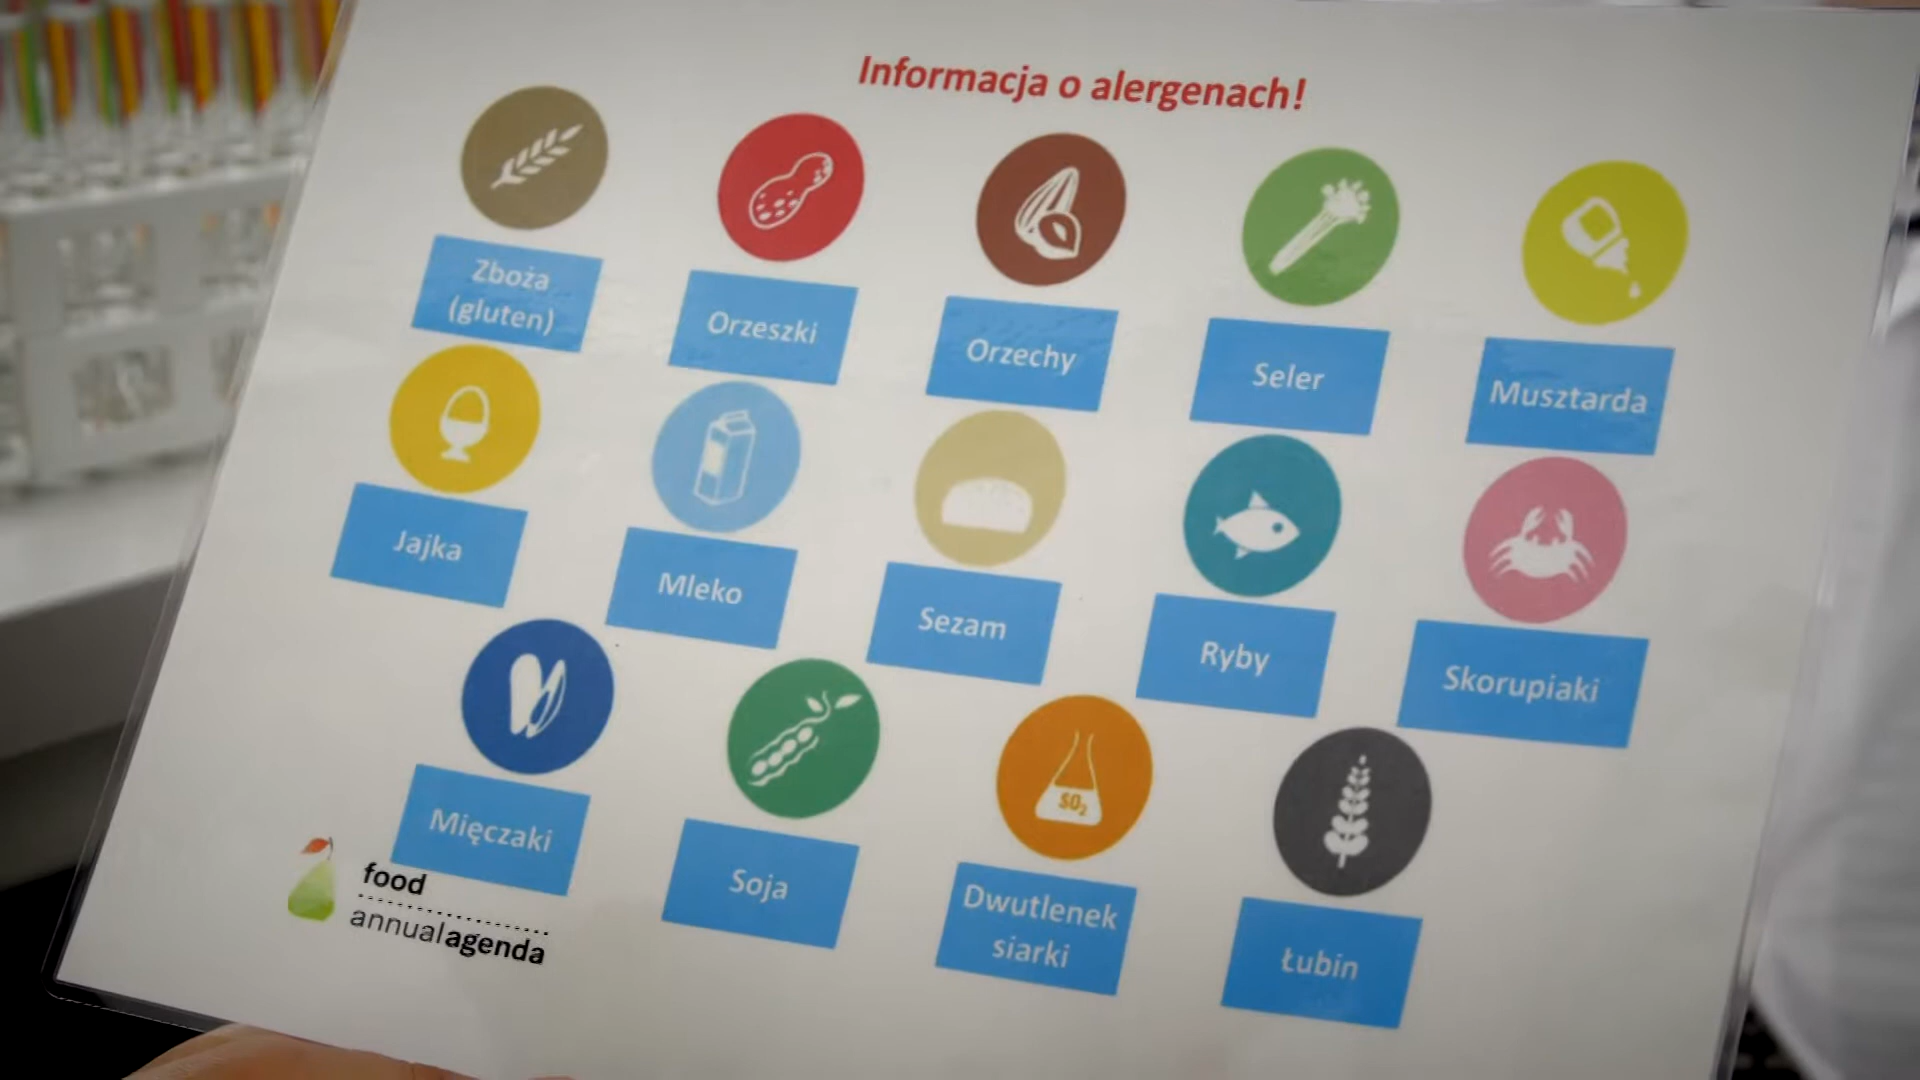 Informacja o alergenach!
Zboża
(gluten)
Orzeszki
Orzechy
Seler
Musztarda
Jajka
Mleko
Sezam
Ryby
Skorupiaki
Mięczaki
Soja
SO₂
Dwutlenek
siarki
Łubin
food
annualagenda